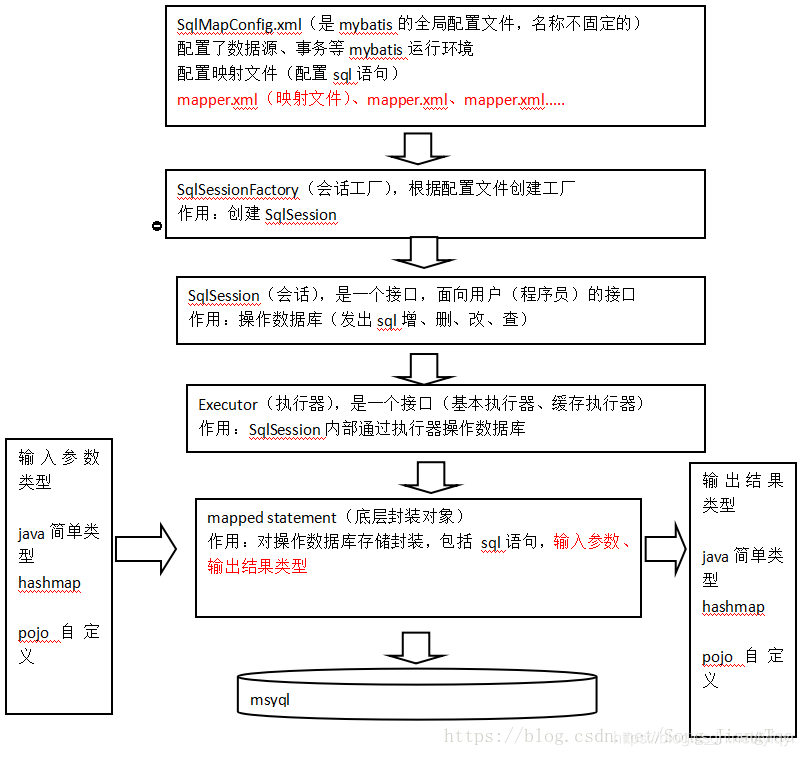 SqlMapConfig.xml（是 mybatis 的全局配置文件，名称不固定的）
配置了数据源、事务等 mybatis 运行环境
配置映射文件（配置 sql 语句）
mapper.xml（映射文件）、mapper.xml、mapper.xml.....
SqlSessionFactory（会话工厂），根据配置文件创建工厂
作用：创建 SqlSession
SqlSession（会话），是一个接口，面向用户（程序员）的接口
作用：操作数据库（发出 sql 增、删、改、查）
Executor（执行器），是一个接口（基本执行器、缓存执行器）
作用：SqlSession 内部通过执行器操作数据库
输入参数
类型
java 简单类
型
hashmap
pojo 自定
义
mapped statement（底层封装对象）
作用：对操作数据库存储封装，包括 sql 语句，输入参数、
输出结果类型
输出结果
类型
java 简单类
型
hashmap
pojo 自定
义
msyql
https://blog.csdn.net/Song_JiangTao